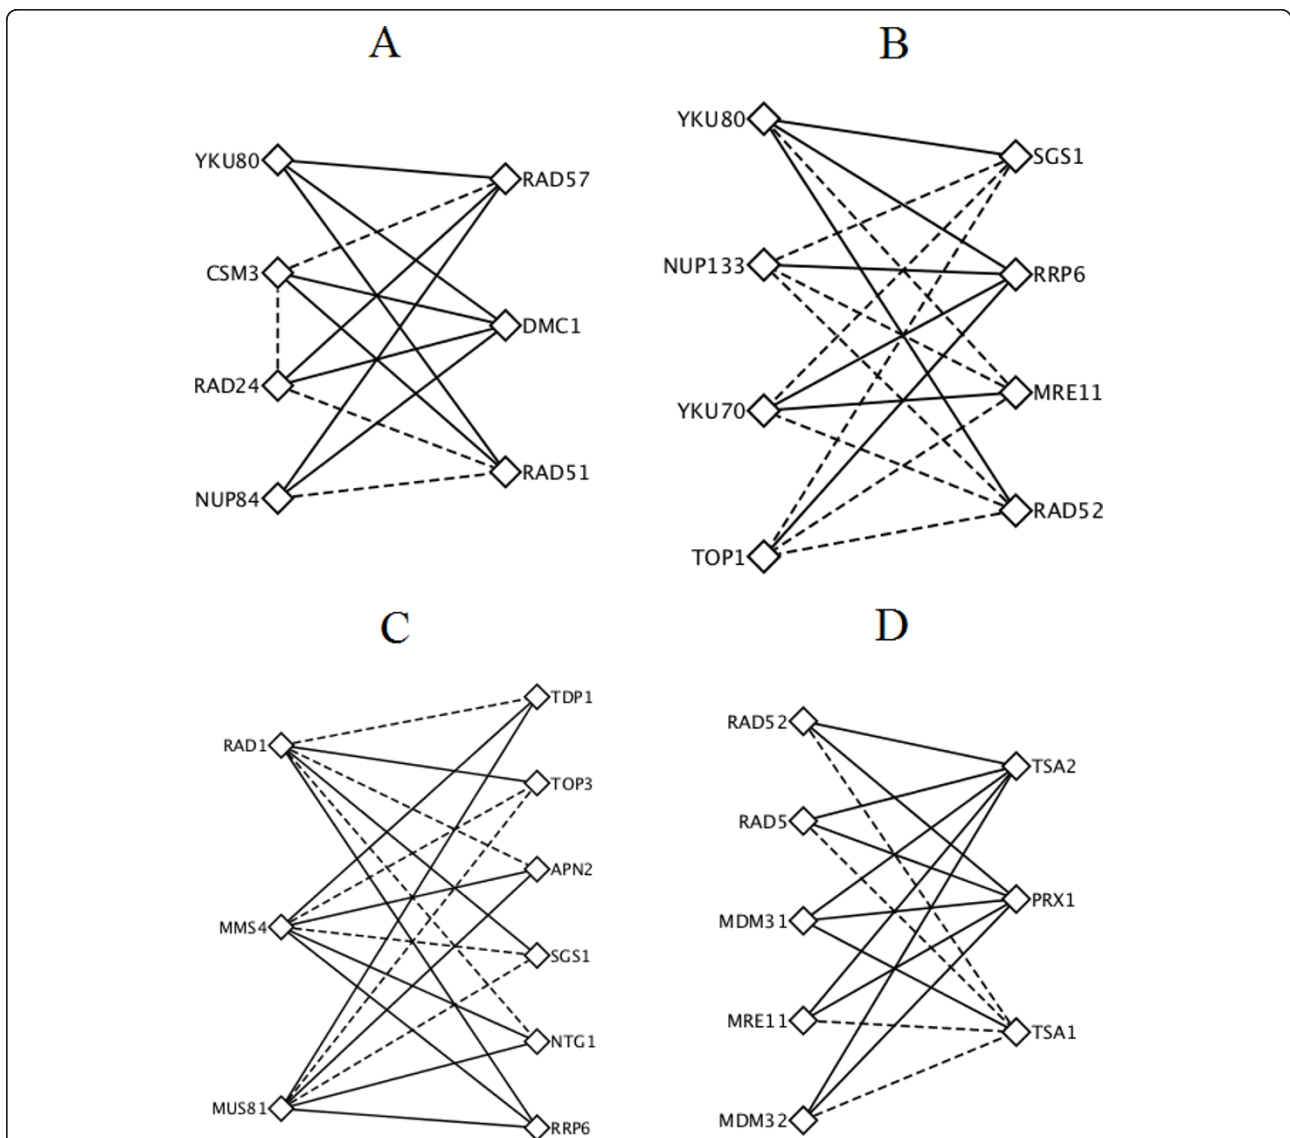 A
YKU80
CSM3
RAD24
NUP84
RAD57
DMC1
RAD51
B
YKU80
NUP133
YKU70
TOP1
SGS1
RRP6
MRE11
RAD52
C
RAD1
MMS4
MUS81
TDP1
TOP3
APN2
SGS1
NTG1
RRP6
D
RAD52
RAD5
MDM31
MRE11
MDM32
TSA2
PRX1
TSA1